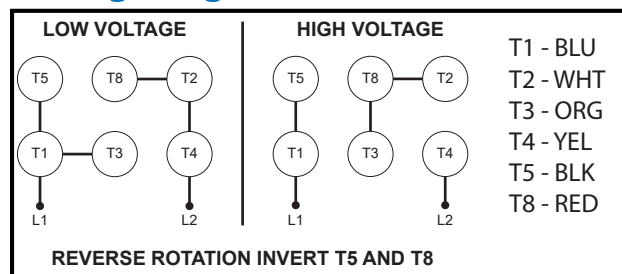 LOW VOLTAGE
T5 T8 T2
T1 T3 T4
L1 L2
HIGH VOLTAGE
T5 T8 T2
T1 T3 T4
L1 L2
T1 - BLU
T2 - WHT
T3 - ORG
T4 - YEL
T5 - BLK
T8 - RED
REVERSE ROTATION INVERT T5 AND T8